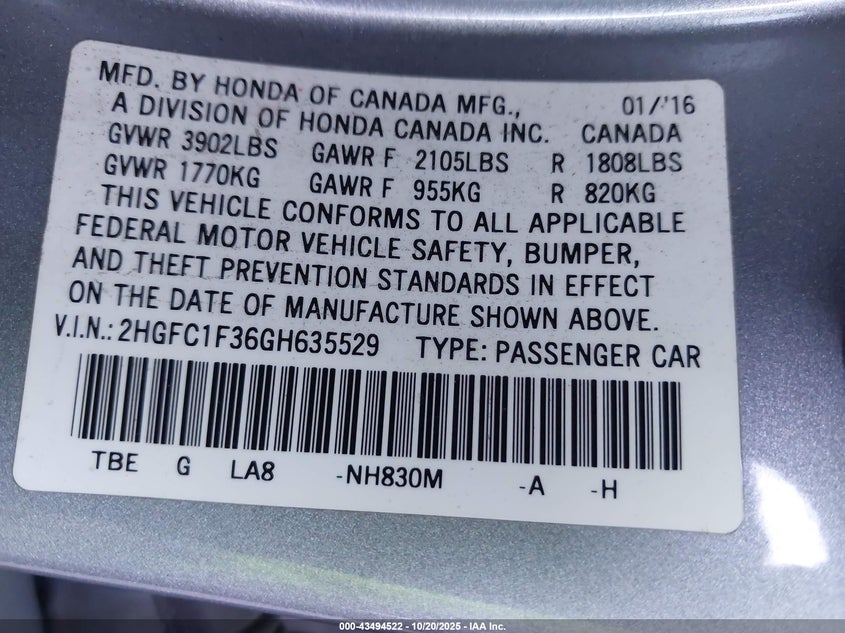 MFD. BY HONDA OF CANADA MFG., 01/'16
A DIVISION OF HONDA CANADA INC. CANADA
GVWR 3902LBS GAWR F 2105LBS R 1808LBS
GVWR 1770KG GAWR F 955KG R 820KG
THIS VEHICLE CONFORMS TO ALL APPLICABLE
FEDERAL MOTOR VEHICLE SAFETY, BUMPER,
AND THEFT PREVENTION STANDARDS IN EFFECT
ON THE DATE OF MANUFACTURE SHOWN ABOVE.
V.I.N.: 2HGFC1F36GH635529 TYPE: PASSENGER CAR
TBE G LA8 -NH830M -A -H
000-43494522 - 10/20/2025 - IAA Inc.